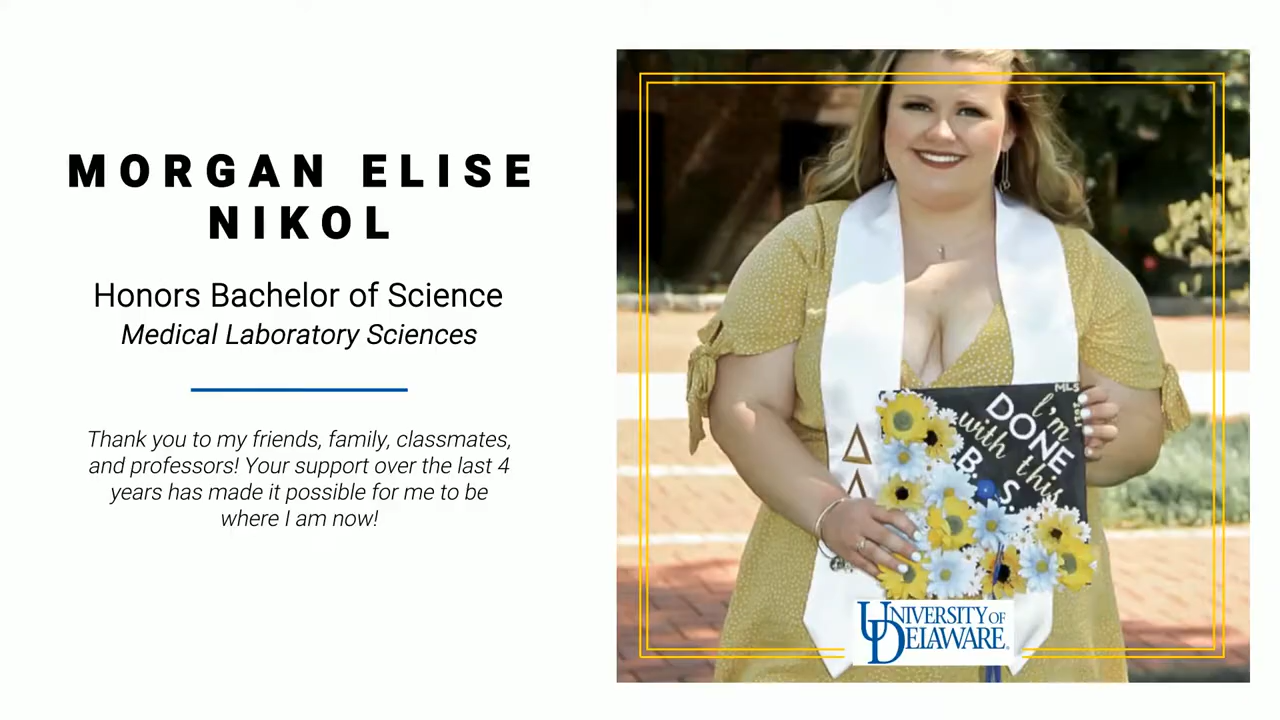 MORGAN ELISE
NIKOL
Honors Bachelor of Science
Medical Laboratory Sciences
Thank you to my friends, family, classmates,
and professors! Your support over the last 4
years has made it possible for me to be
where I am now!
MLS
2021
I'm
DONE
with this
B. S.
Δ
Δ
UNIVERSITY OF
DELAWARE